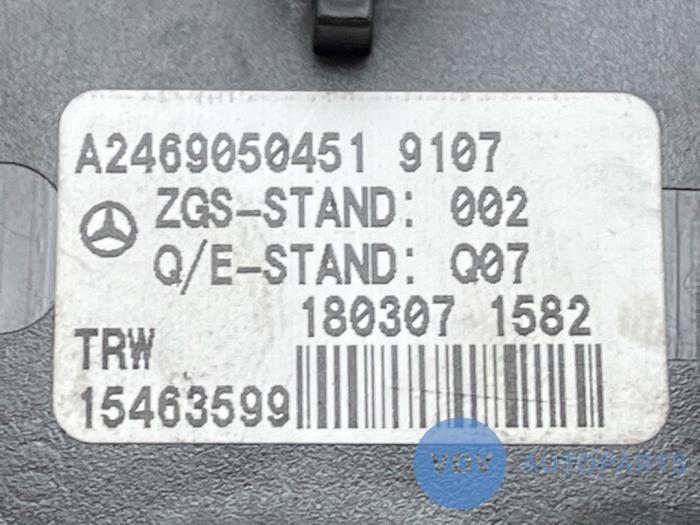 A2469050451 9107
ZGS-STAND: 002
Q/E-STAND: Q07
180307 1582
TRW
15463599
VDV AUTOPARTS